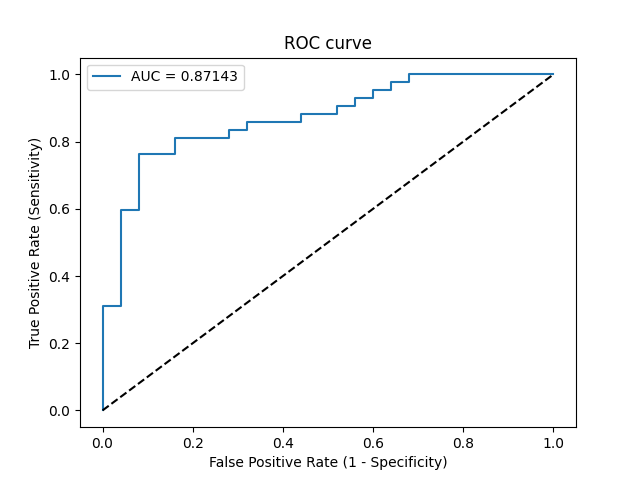 ROC curve
AUC = 0.87143
1.0
0.8
0.6
0.4
0.2
0.0
True Positive Rate (Sensitivity)
0.0 0.2 0.4 0.6 0.8 1.0
False Positive Rate (1 - Specificity)